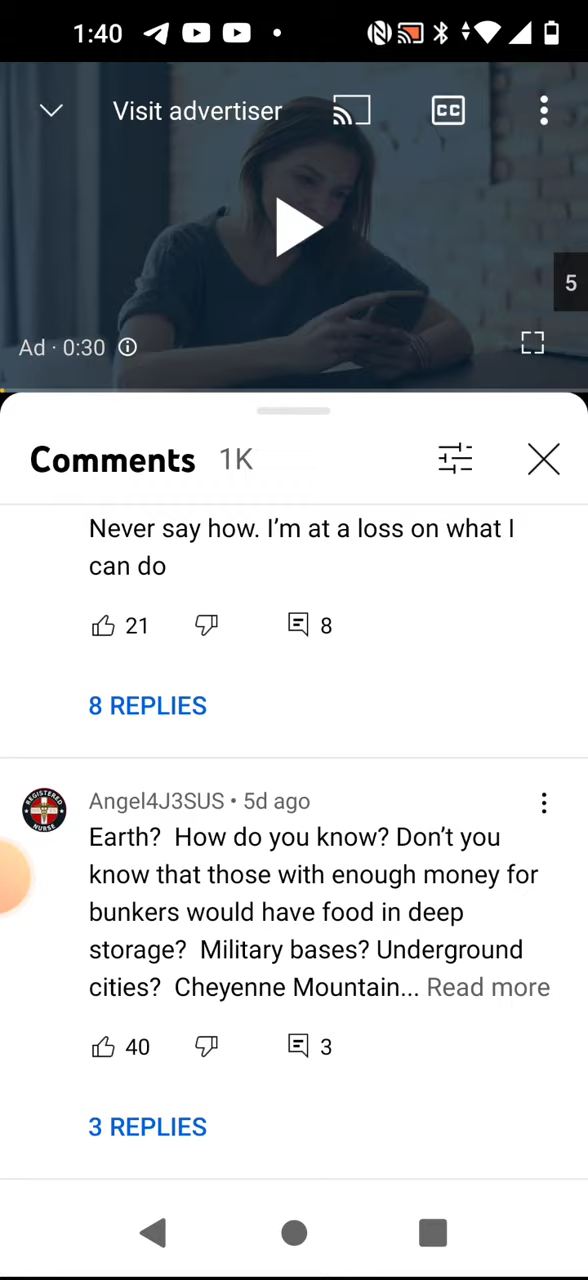 1:40
Visit advertiser
CC
5
Ad · 0:30
Comments 1K
Never say how. I’m at a loss on what I
can do
21 8
8 REPLIES
REGISTERED
NURSE
Angel4J3SUS • 5d ago
Earth?  How do you know? Don’t you
know that those with enough money for
bunkers would have food in deep
storage?  Military bases? Underground
cities?  Cheyenne Mountain... Read more
40 3
3 REPLIES